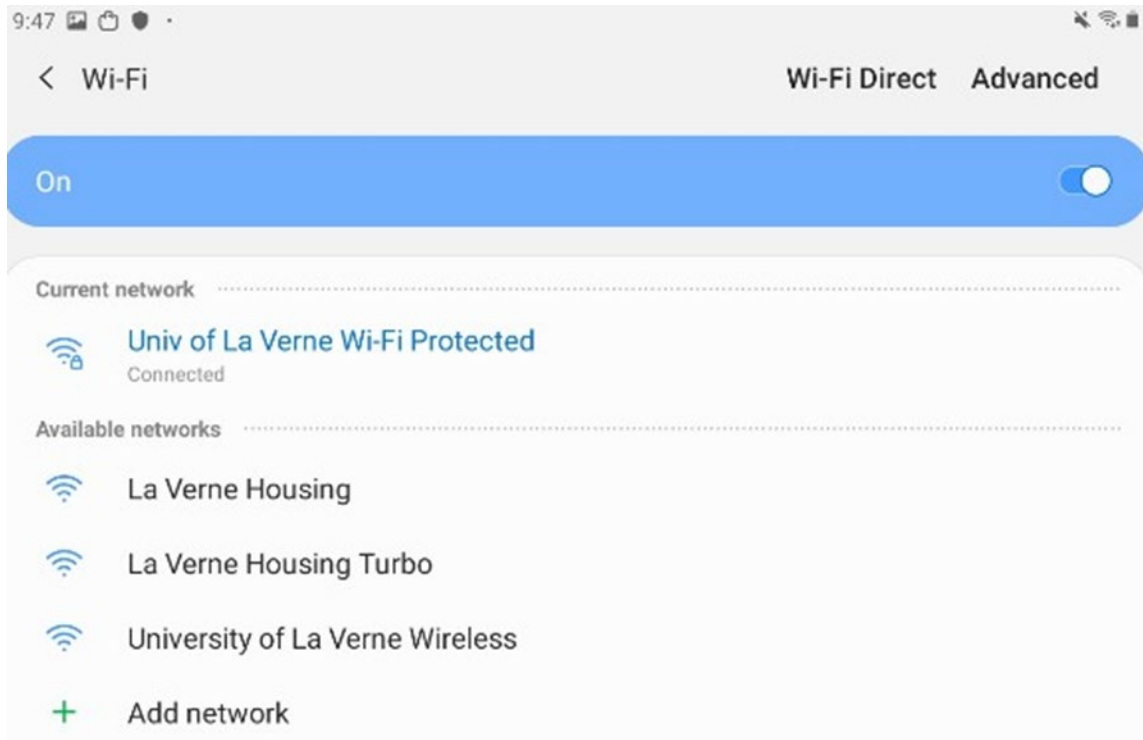 9:47
Wi-Fi
Wi-Fi Direct Advanced
On
Current network
Univ of La Verne Wi-Fi Protected
Connected
Available networks
La Verne Housing
La Verne Housing Turbo
University of La Verne Wireless
Add network